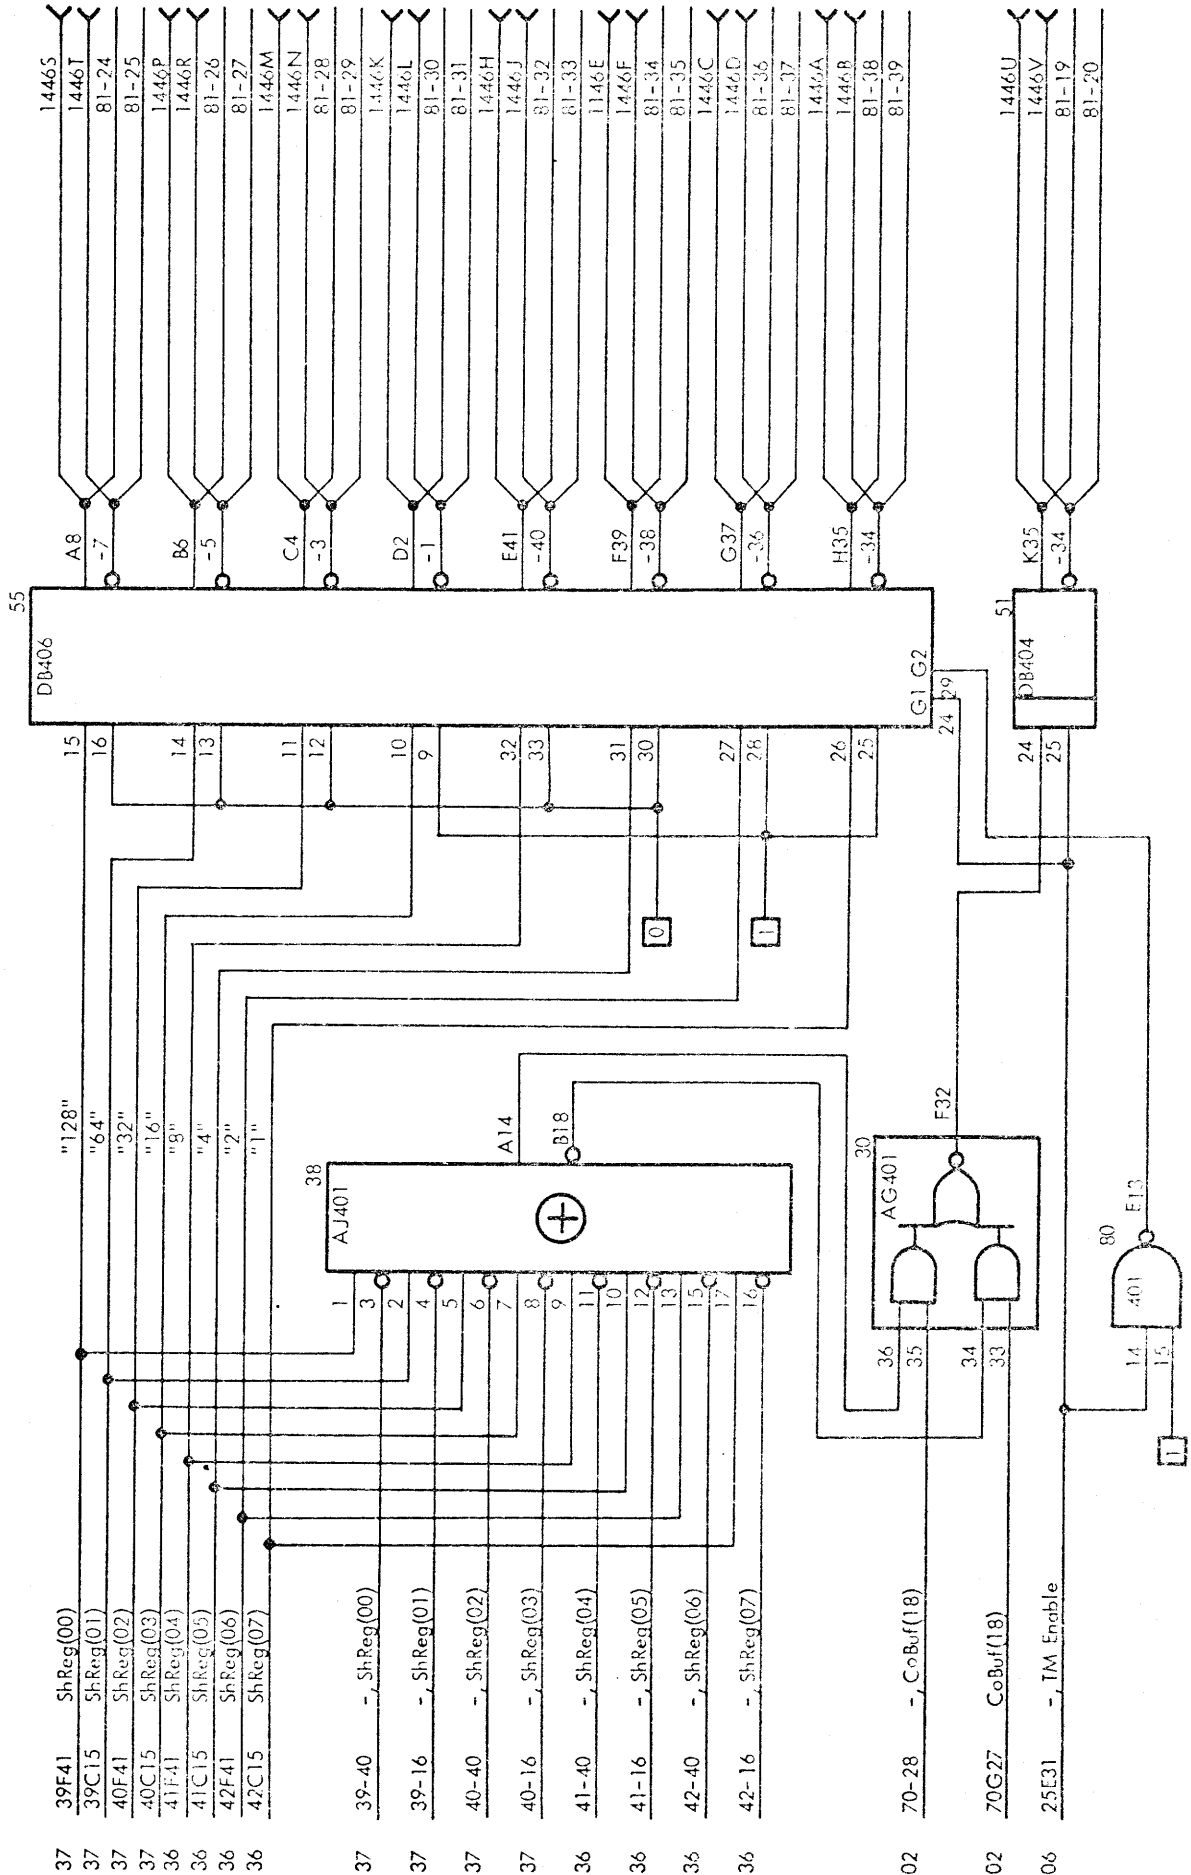 1446S
1446T
81-24
81-25
1446P
1446R
81-26
81-27
1446M
1446N
81-28
81-29
1446K
1446L
81-30
81-31
1446H
1446J
81-32
81-33
1146E
1446F
81-34
81-35
1446C
1446D
81-36
81-37
1446A
1446B
81-38
81-39
1446U
1446V
81-19
81-20
A8
-7
B6
-5
C4
-3
D2
-1
E41
-40
F39
-38
G37
-36
H35
-34
K35
-34
55
DB406
G1 G2
24 29
51
DB404
15
16
14
13
11
12
10
9
32
33
31
30
27
28
26
25
24
25
0
1
"128"
"64"
"32"
"16"
"8"
"4"
"2"
"1"
A14
B18
F32
E13
38
AJ401
30
AG401
80
401
1
3
2
4
5
6
7
8
9
11
10
12
13
15
17
16
36
35
34
33
14
15
1
37 39F41 ShReg(00)
37 39C15 ShReg(01)
37 40F41 ShReg(02)
37 40C15 ShReg(03)
36 41F41 ShReg(04)
36 41C15 ShReg(05)
36 42F41 ShReg(06)
36 42C15 ShReg(07)
37 39-40 -,ShReg(00)
37 39-16 -,ShReg(01)
37 40-40 -,ShReg(02)
37 40-16 -,ShReg(03)
36 41-40 -,ShReg(04)
36 41-16 -,ShReg(05)
36 42-40 -,ShReg(06)
36 42-16 -,ShReg(07)
02 70-28 -,CoBuf(18)
02 70G27 CoBuf(18)
06 25E31 -,TM Enable